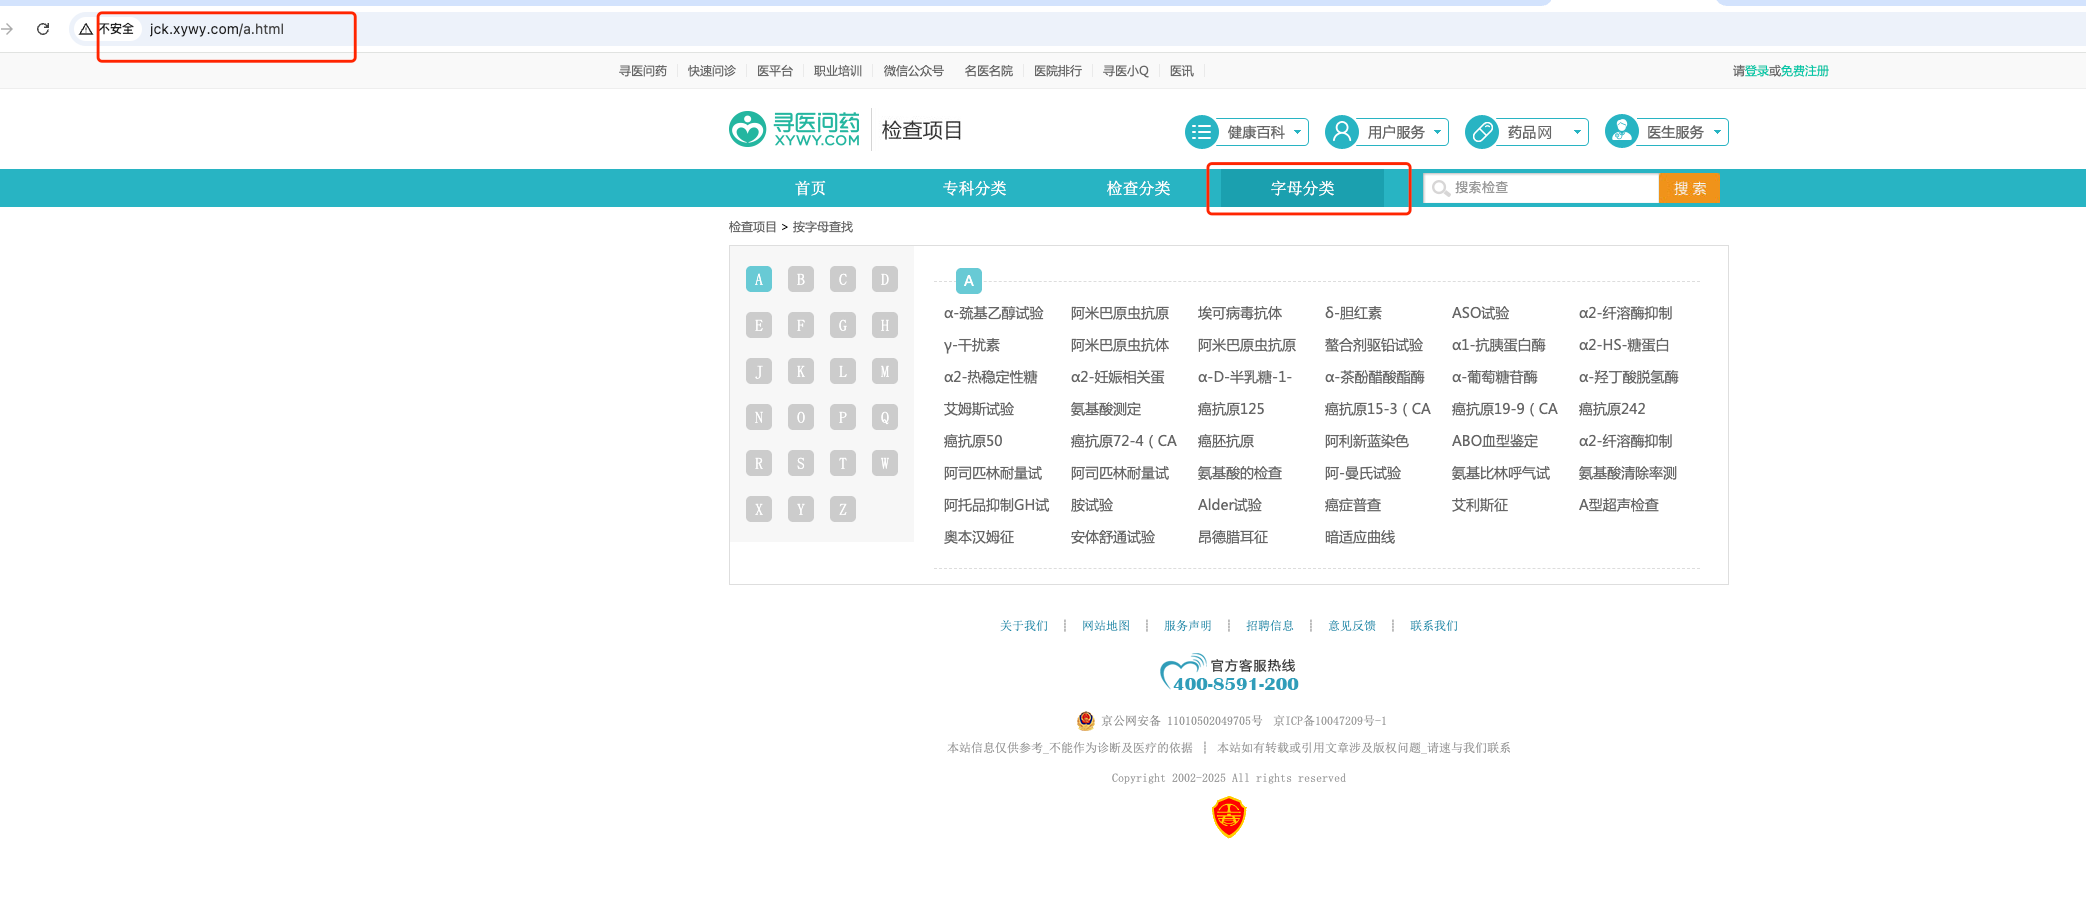 不安全 jck.xywy.com/a.html
寻医问药 快速问诊 医平台 职业培训 微信公众号 名医名院 医院排行 寻医小Q 医讯 请登录或免费注册
寻医问药 XYWY.COM 检查项目 健康百科 用户服务 药品网 医生服务
首页 专科分类 检查分类 字母分类 搜索检查 搜 索
检查项目 > 按字母查找
A B C D
E F G H
J K L M
N O P Q
R S T W
X Y Z
A
α-巯基乙醇试验 阿米巴原虫抗原 埃可病毒抗体 δ-胆红素 ASO试验 α2-纤溶酶抑制
γ-干扰素 阿米巴原虫抗体 阿米巴原虫抗原 螯合剂驱铅试验 α1-抗胰蛋白酶 α2-HS-糖蛋白
α2-热稳定性糖 α2-妊娠相关蛋 α-D-半乳糖-1- α-萘酚醋酸酯酶 α-葡萄糖苷酶 α-羟丁酸脱氢酶
艾姆斯试验 氨基酸测定 癌抗原125 癌抗原15-3（CA 癌抗原19-9（CA 癌抗原242
癌抗原50 癌抗原72-4（CA 癌胚抗原 阿利新蓝染色 ABO血型鉴定 α2-纤溶酶抑制
阿司匹林耐量试 阿司匹林耐量试 氨基酸的检查 阿-曼氏试验 氨基比林呼气试 氨基酸清除率测
阿托品抑制GH试 胺试验 Alder试验 癌症普查 艾利斯征 A型超声检查
奥本汉姆征 安体舒通试验 昂德腊耳征 暗适应曲线
关于我们 ┊ 网站地图 ┊ 服务声明 ┊ 招聘信息 ┊ 意见反馈 ┊ 联系我们
官方客服热线
400-8591-200
京公网安备 11010502049705号 京ICP备10047209号-1
本站信息仅供参考_不能作为诊断及医疗的依据 ┊ 本站如有转载或引用文章涉及版权问题_请速与我们联系
Copyright 2002-2025 All rights reserved